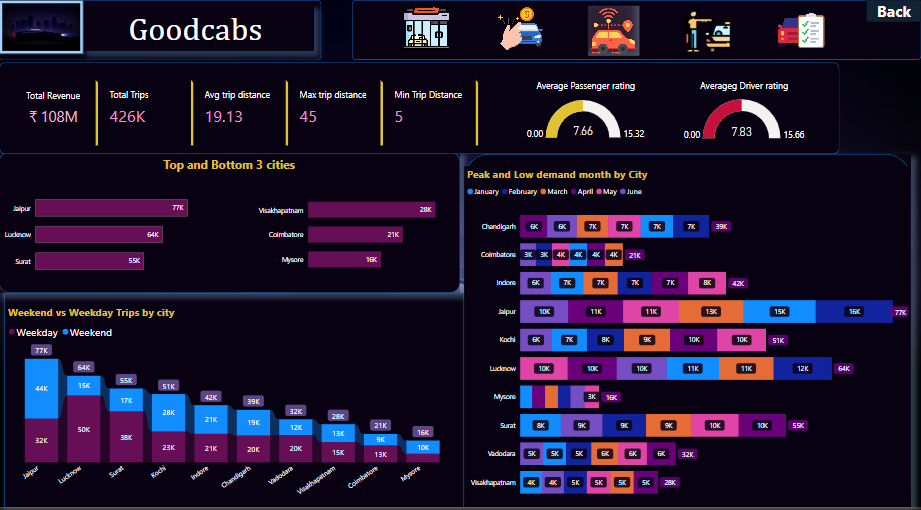 Goodcabs
Back
Total Revenue
₹ 108M
Total Trips
426K
Avg trip distance
19.13
Max trip distance
45
Min Trip Distance
5
Average Passenger rating
0.00
7.66
15.32
Averageg Driver rating
0.00
7.83
15.66
Top and Bottom 3 cities
Jaipur 77K
Lucknow 64K
Surat 55K
Visakhapatnam 28K
Coimbatore 21K
Mysore 16K
Weekend vs Weekday Trips by city
Weekday Weekend
77K 64K 55K 51K 42K 39K 32K 28K 21K 16K
44K 15K 17K 28K 21K 19K 12K 13K 9K 10K
32K 50K 38K 23K 21K 20K 20K 15K 13K
Jaipur Lucknow Surat Kochi Indore Chandigarh Vadodara Visakhapatnam Coimbatore Mysore
Peak and Low demand month by City
January February March April May June
Chandigarh 6K 6K 7K 7K 7K 7K 39K
Coimbatore 3K 3K 4K 4K 4K 4K 21K
Indore 6K 7K 7K 7K 7K 8K 42K
Jaipur 10K 11K 11K 13K 15K 16K 77K
Kochi 6K 7K 8K 9K 10K 10K 51K
Lucknow 10K 10K 10K 11K 11K 12K 64K
Mysore 3K 16K
Surat 8K 9K 9K 9K 10K 10K 55K
Vadodara 5K 5K 5K 6K 6K 6K 32K
Visakhapatnam 4K 4K 5K 5K 5K 5K 28K